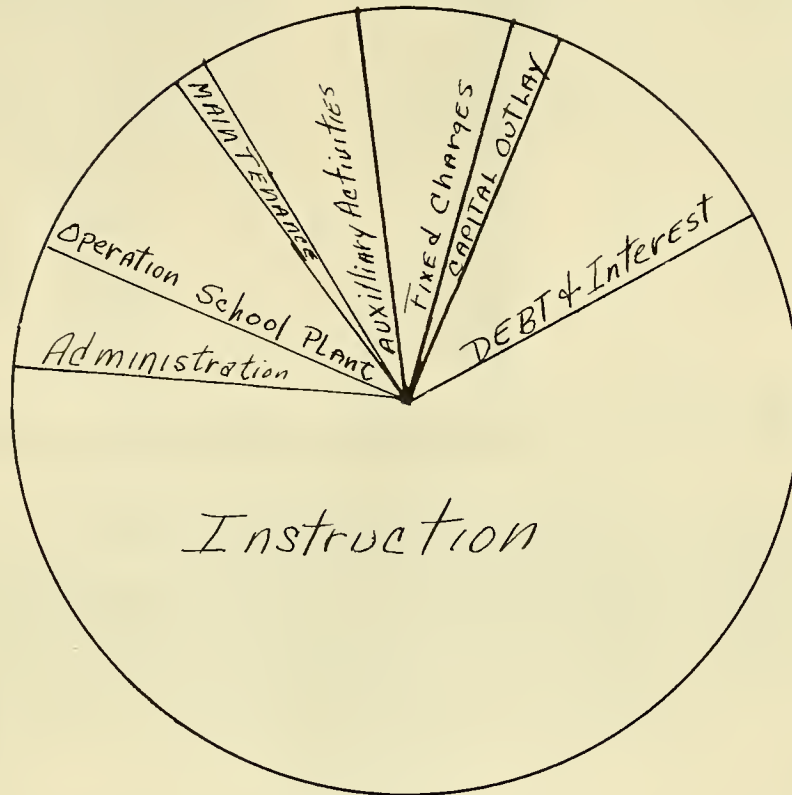 MAINTENANCE
Auxilliary Activities
Fixed Charges
CAPITAL OUTLAY
Operation School PLANT
DEBT & Interest
Administration
Instruction